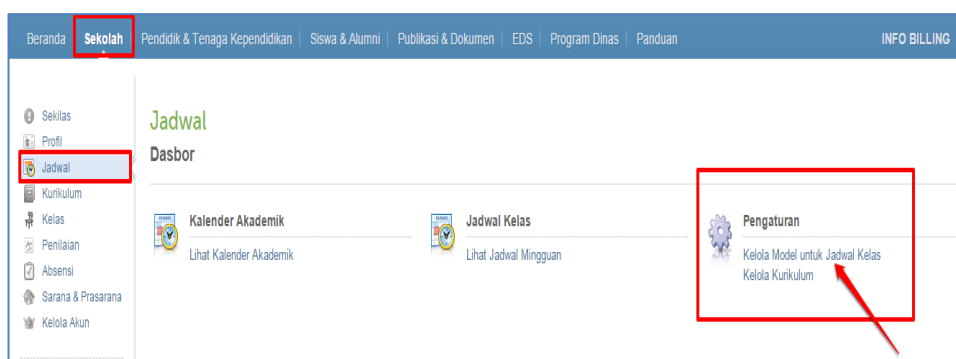 Beranda Sekolah Pendidik & Tenaga Kependidikan Siswa & Alumni Publikasi & Dokumen EDS Program Dinas Panduan INFO BILLING
Sekilas
Profil
Jadwal
Kurikulum
Kelas
Penilaian
Absensi
Sarana & Prasarana
Kelola Akun
Jadwal
Dasbor
Kalender Akademik
Lihat Kalender Akademik
Jadwal Kelas
Lihat Jadwal Mingguan
Pengaturan
Kelola Model untuk Jadwal Kelas
Kelola Kurikulum